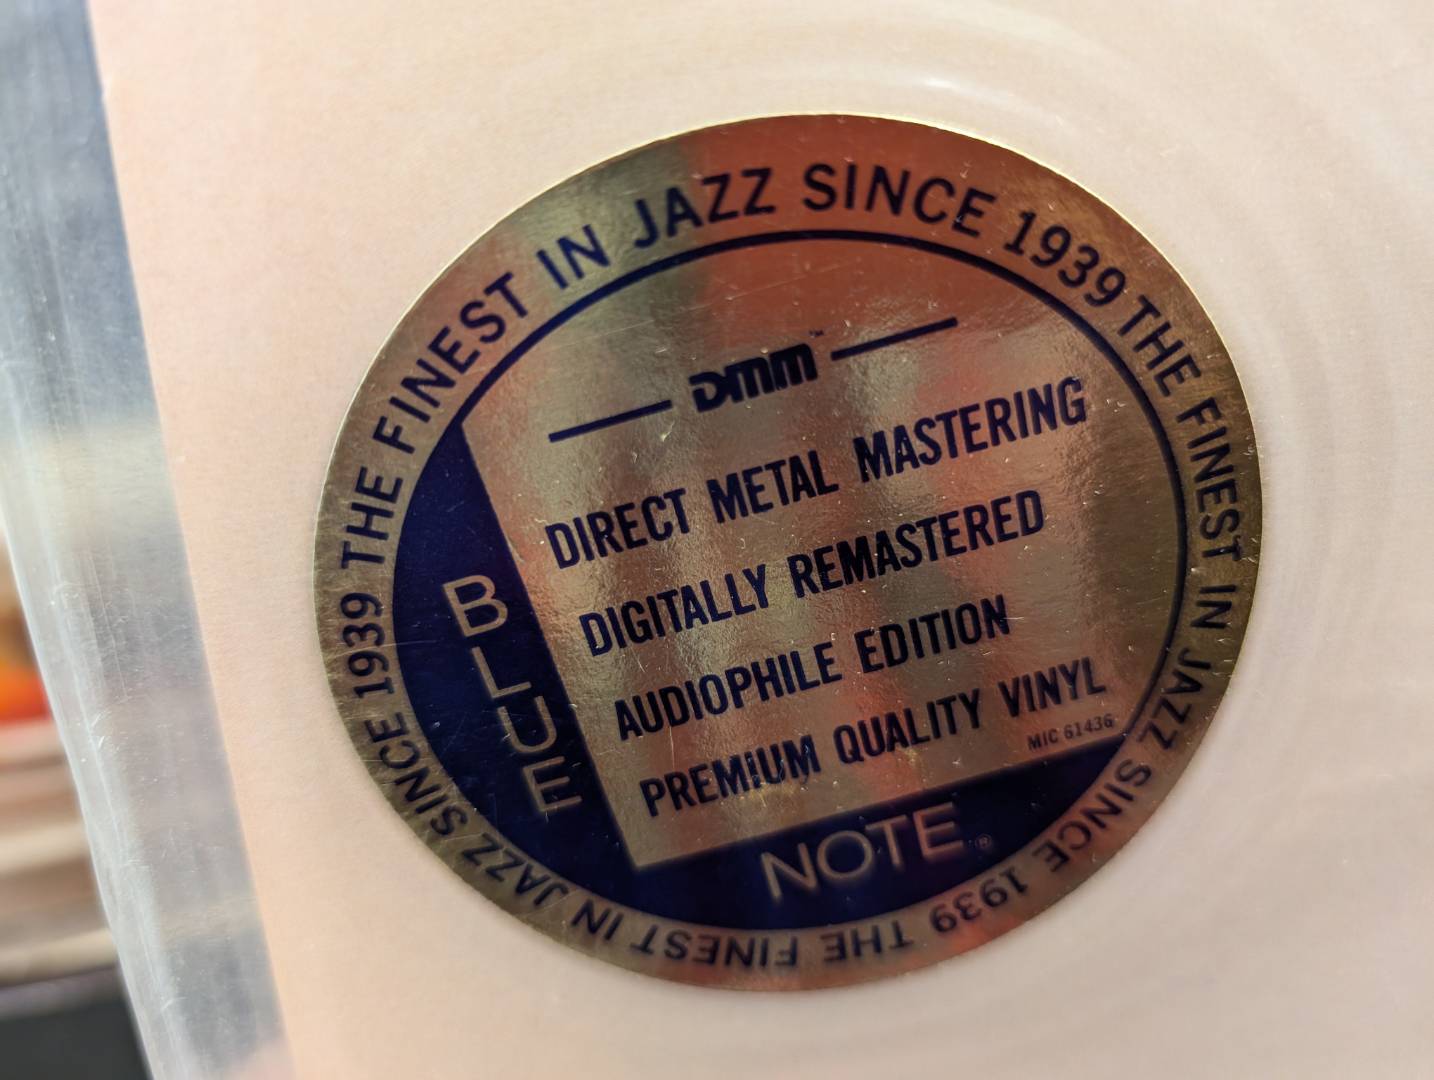 THE FINEST IN JAZZ SINCE 1939 THE FINEST IN JAZZ SINCE 1939 THE FINEST IN JAZZ SINCE 1939
DMM™
DIRECT METAL MASTERING
DIGITALLY REMASTERED
AUDIOPHILE EDITION
PREMIUM QUALITY VINYL
MIC 61436
BLUE
NOTE®